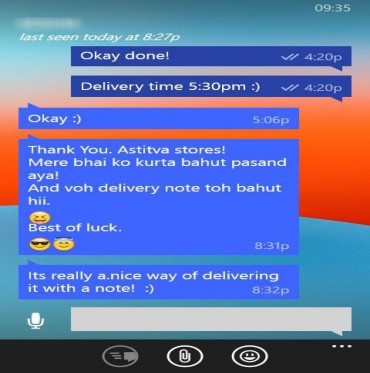 09:35
last seen today at 8:27p
Okay done!
4:20p
Delivery time 5:30pm :)
4:20p
Okay :)
5:06p
Thank You. Astitva stores!
Mere bhai ko kurta bahut pasand
aya!
And voh delivery note toh bahut
hii.
Best of luck.
8:31p
Its really a.nice way of delivering
it with a note!  :)
8:32p